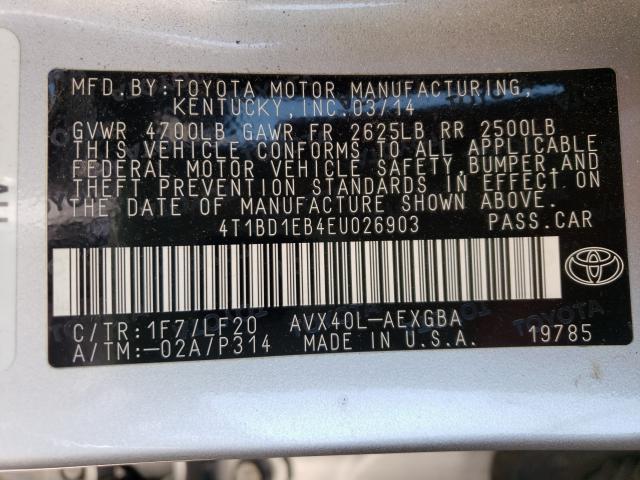 MFD.BY:TOYOTA MOTOR MANUFACTURING,
KENTUCKY,INC.03/14
GVWR 4700LB GAWR FR 2625LB RR 2500LB
THIS VEHICLE CONFORMS TO ALL APPLICABLE
FEDERAL MOTOR VEHICLE SAFETY,BUMPER,AND
THEFT PREVENTION STANDARDS IN EFFECT ON
THE DATE OF MANUFACTURE SHOWN ABOVE.
4T1BD1EB4EU026903 PASS.CAR
C/TR:1F7/LF20 AVX40L-AEXGBA
A/TM:-02A/P314 MADE IN U.S.A. 19785